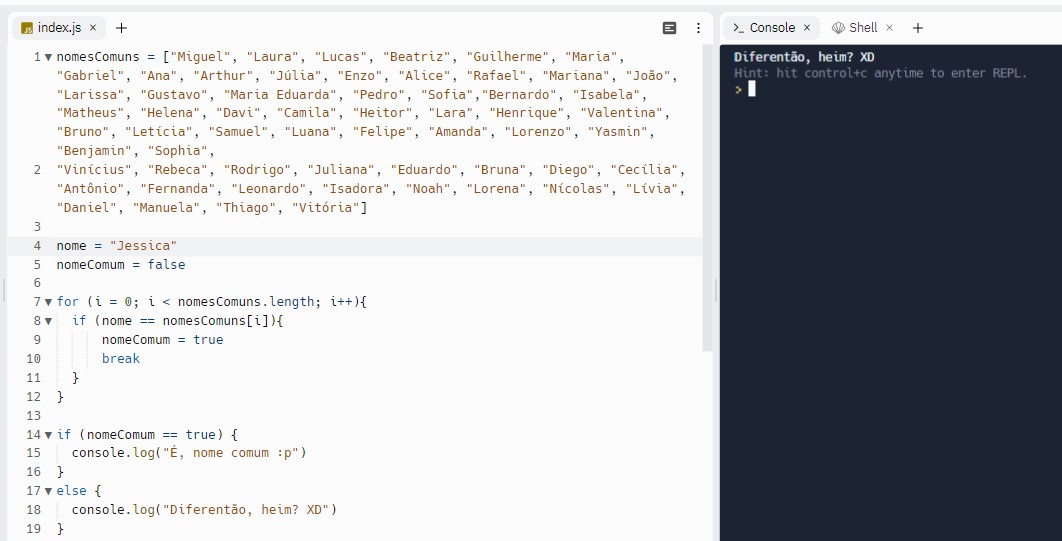 index.js × +
1 nomesComuns = ["Miguel", "Laura", "Lucas", "Beatriz", "Guilherme", "Maria",
"Gabriel", "Ana", "Arthur", "Júlia", "Enzo", "Alice", "Rafael", "Mariana", "João",
"Larissa", "Gustavo", "Maria Eduarda", "Pedro", "Sofia","Bernardo", "Isabela",
"Matheus", "Helena", "Davi", "Camila", "Heitor", "Lara", "Henrique", "Valentina",
"Bruno", "Letícia", "Samuel", "Luana", "Felipe", "Amanda", "Lorenzo", "Yasmin",
"Benjamin", "Sophia",
2 "Vinícius", "Rebeca", "Rodrigo", "Juliana", "Eduardo", "Bruna", "Diego", "Cecília",
"Antônio", "Fernanda", "Leonardo", "Isadora", "Noah", "Lorena", "Nícolas", "Lívia",
"Daniel", "Manuela", "Thiago", "Vitória"]
3
4 nome = "Jessica"
5 nomeComum = false
6
7 for (i = 0; i < nomesComuns.length; i++){
8 if (nome == nomesComuns[i]){
9 nomeComum = true
10 break
11 }
12 }
13
14 if (nomeComum == true) {
15 console.log("É, nome comum :p")
16 }
17 else {
18 console.log("Diferentão, heim? XD")
19 }
>_ Console × Shell × +
Diferentão, heim? XD
Hint: hit control+c anytime to enter REPL.
>